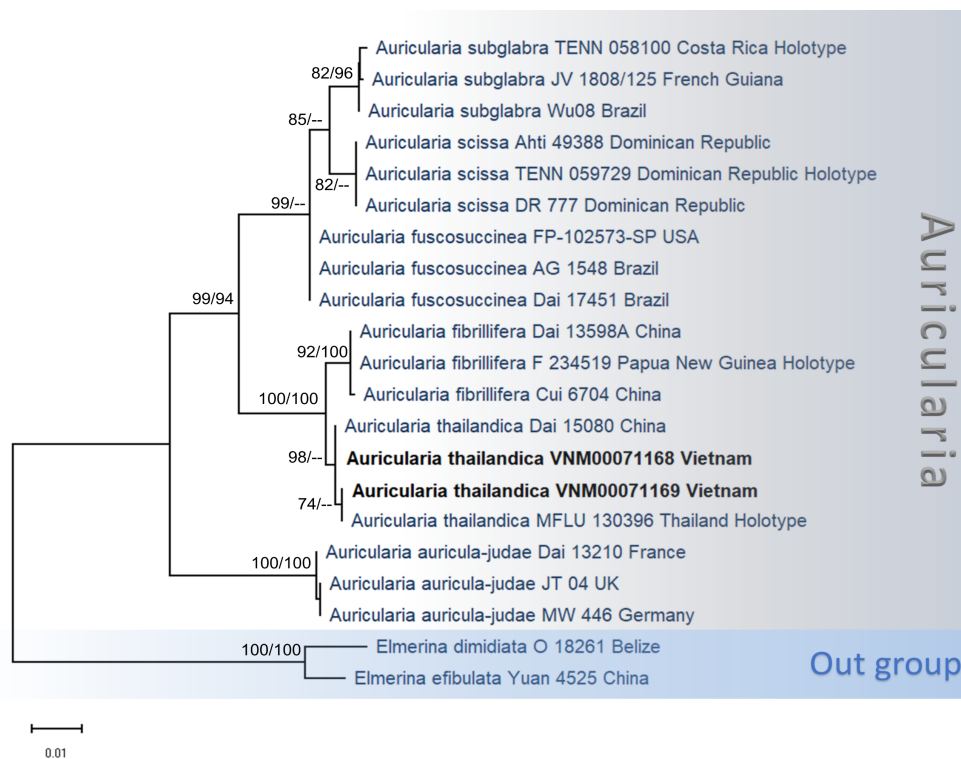 Auricularia subglabra TENN 058100 Costa Rica Holotype
82/96
Auricularia subglabra JV 1808/125 French Guiana
Auricularia subglabra Wu08 Brazil
85/--
Auricularia scissa Ahti 49388 Dominican Republic
Auricularia scissa TENN 059729 Dominican Republic Holotype
82/--
Auricularia scissa DR 777 Dominican Republic
99/--
Auricularia fuscosuccinea FP-102573-SP USA
Auricularia fuscosuccinea AG 1548 Brazil
Auricularia fuscosuccinea Dai 17451 Brazil
99/94
Auricularia fibrillifera Dai 13598A China
92/100
Auricularia fibrillifera F 234519 Papua New Guinea Holotype
Auricularia fibrillifera Cui 6704 China
100/100
Auricularia thailandica Dai 15080 China
98/--
Auricularia thailandica VNM00071168 Vietnam
Auricularia thailandica VNM00071169 Vietnam
74/--
Auricularia thailandica MFLU 130396 Thailand Holotype
Auricularia auricula-judae Dai 13210 France
100/100
Auricularia auricula-judae JT 04 UK
Auricularia auricula-judae MW 446 Germany
100/100
Elmerina dimidiata O 18261 Belize
Elmerina efibulata Yuan 4525 China
Auricularia
Out group
0.01